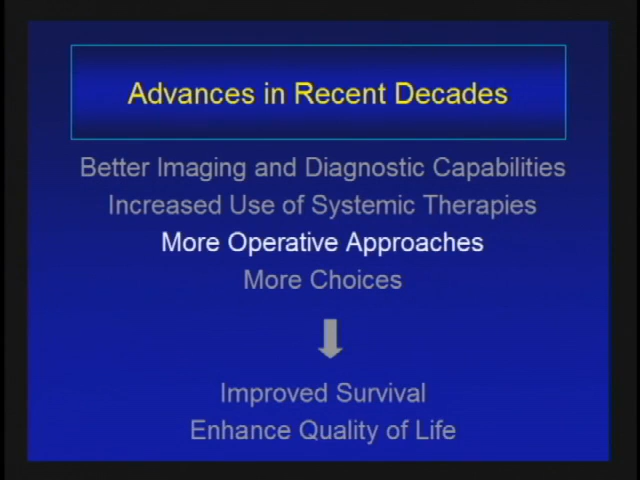 Advances in Recent Decades
Better Imaging and Diagnostic Capabilities
Increased Use of Systemic Therapies
More Operative Approaches
More Choices
Improved Survival
Enhance Quality of Life